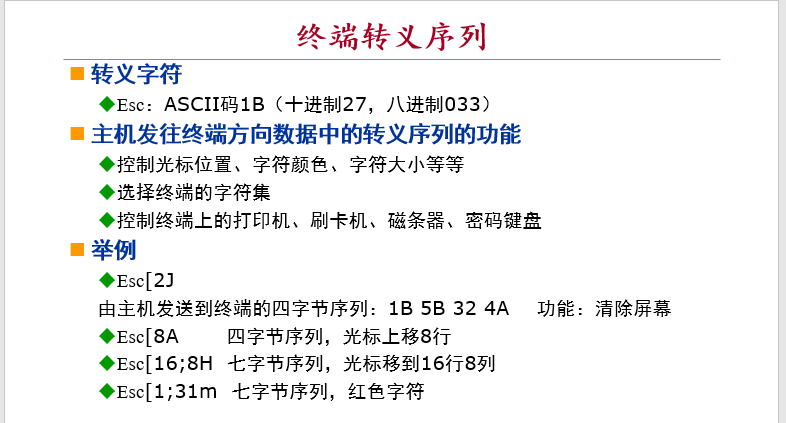 终端转义序列
转义字符
Esc：ASCII码1B（十进制27，八进制033）
主机发往终端方向数据中的转义序列的功能
控制光标位置、字符颜色、字符大小等等
选择终端的字符集
控制终端上的打印机、刷卡机、磁条器、密码键盘
举例
Esc[2J
由主机发送到终端的四字节序列：1B 5B 32 4A 功能：清除屏幕
Esc[8A 四字节序列，光标上移8行
Esc[16;8H 七字节序列，光标移到16行8列
Esc[1;31m 七字节序列，红色字符